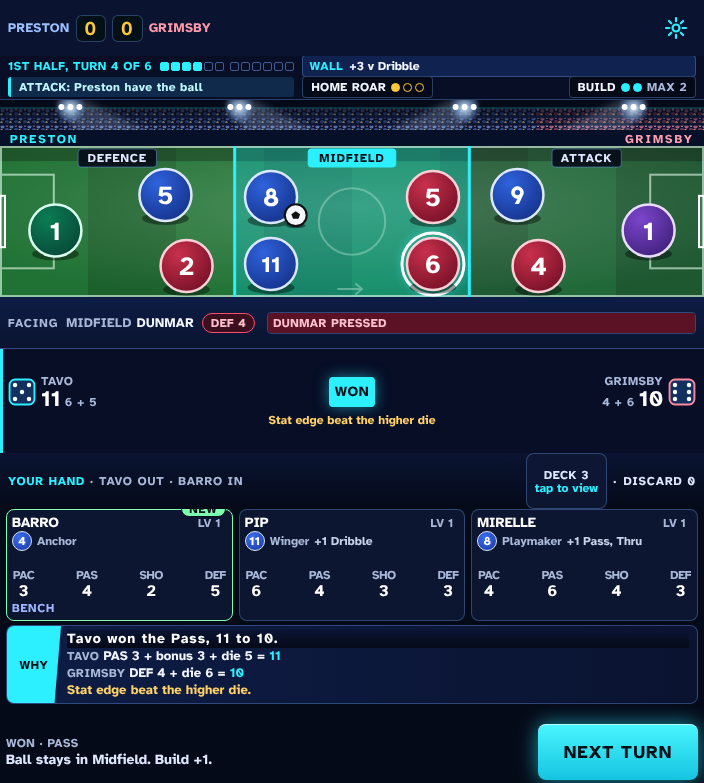 PRESTON 0 0 GRIMSBY
1ST HALF, TURN 4 OF 6
WALL +3 v Dribble
ATTACK: Preston have the ball
HOME ROAR
BUILD MAX 2
PRESTON
GRIMSBY
DEFENCE
MIDFIELD
ATTACK
5 8 5 9
1 1
2 11 6 4
FACING MIDFIELD DUNMAR DEF 4 DUNMAR PRESSED
TAVO
11 6 + 5
WON
GRIMSBY
4 + 6 10
Stat edge beat the higher die
YOUR HAND · TAVO OUT · BARRO IN
DECK 3
tap to view
· DISCARD 0
NEW
BARRO LV 1
4 Anchor
PAC PAS SHO DEF
3 4 2 5
BENCH
PIP LV 1
11 Winger +1 Dribble
PAC PAS SHO DEF
6 4 3 3
MIRELLE LV 1
8 Playmaker +1 Pass, Thru
PAC PAS SHO DEF
4 6 4 3
WHY
Tavo won the Pass, 11 to 10.
TAVO PAS 3 + bonus 3 + die 5 = 11
GRIMSBY DEF 4 + die 6 = 10
Stat edge beat the higher die.
WON · PASS
Ball stays in Midfield. Build +1.
NEXT TURN